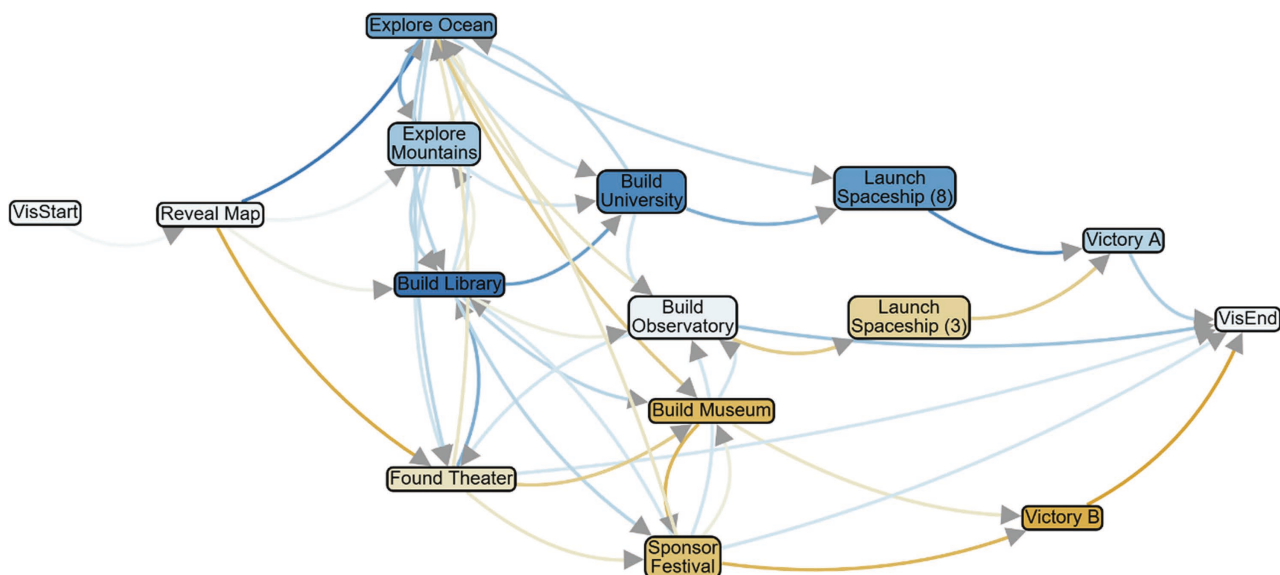 Explore Ocean
Explore
Mountains
Build
University
Launch
Spaceship (8)
VisStart
Reveal Map
Victory A
Build Library
Build
Observatory
Launch
Spaceship (3)
VisEnd
Build Museum
Found Theater
Victory B
Sponsor
Festival